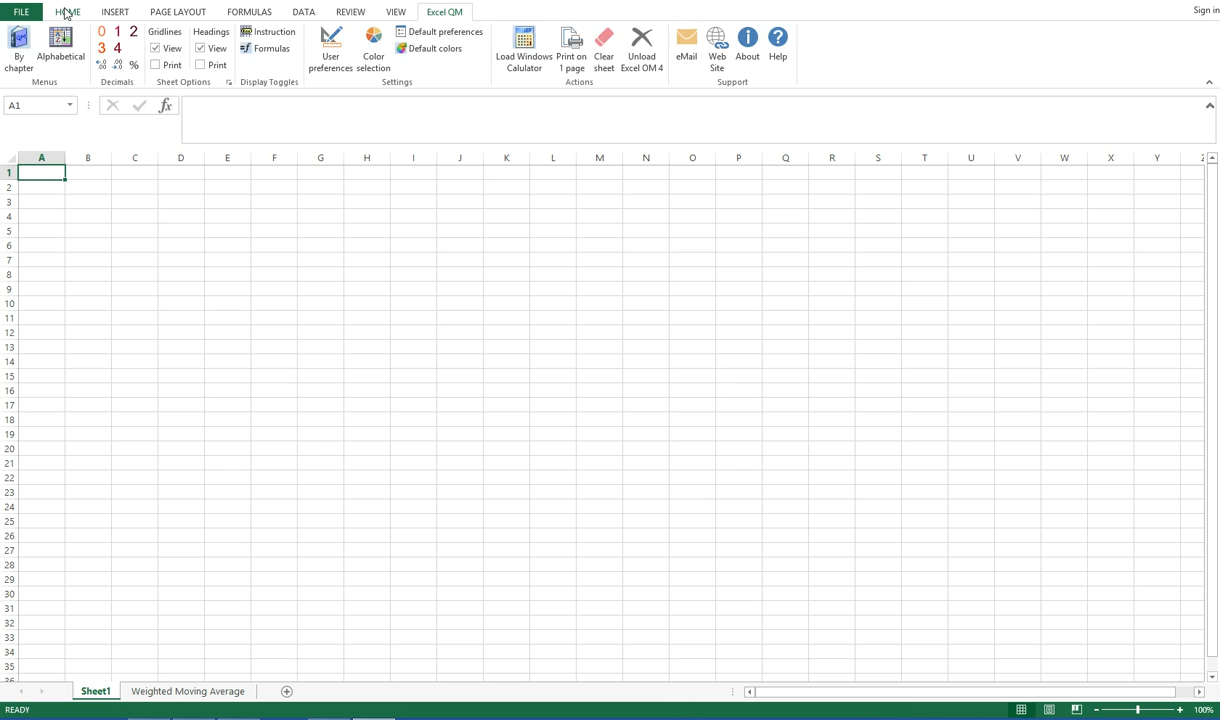 FILE HOME INSERT PAGE LAYOUT FORMULAS DATA REVIEW VIEW Excel QM Sign in
By chapter
Alphabetical
Menus
0 1 2
3 4
.00 %
Decimals
Gridlines
View
Print
Headings
View
Print
Sheet Options
Instruction
Formulas
Display Toggles
User preferences
Color selection
Default preferences
Default colors
Settings
Load Windows Calulator
Print on 1 page
Clear sheet
Unload Excel OM 4
Actions
eMail
Web Site
About
Help
Support
A1 fx
A B C D E F G H I J K L M N O P Q R S T U V W X Y Z
1
2
3
4
5
6
7
8
9
10
11
12
13
14
15
16
17
18
19
20
21
22
23
24
25
26
27
28
29
30
31
32
33
34
35
36
Sheet1 Weighted Moving Average
READY 100%